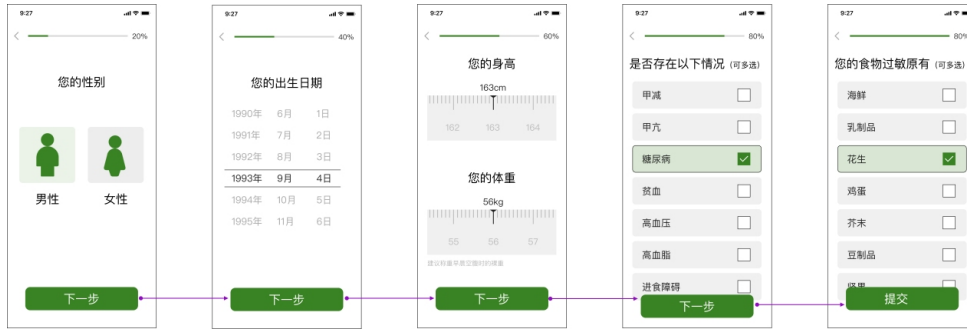 9:27
20%
您的性别
男性
女性
下一步
9:27
40%
您的出生日期
1990年 6月 1日
1991年 7月 2日
1992年 8月 3日
1993年 9月 4日
1994年 10月 5日
1995年 11月 6日
下一步
9:27
60%
您的身高
163cm
162 163 164
您的体重
56kg
55 56 57
下一步
9:27
80%
是否存在以下情况 (可多选)
甲减
甲亢
糖尿病
贫血
高血压
高血脂
进食障碍
下一步
9:27
80%
您的食物过敏原有 (可多选)
海鲜
乳制品
花生
鸡蛋
芥末
豆制品
坚果
提交